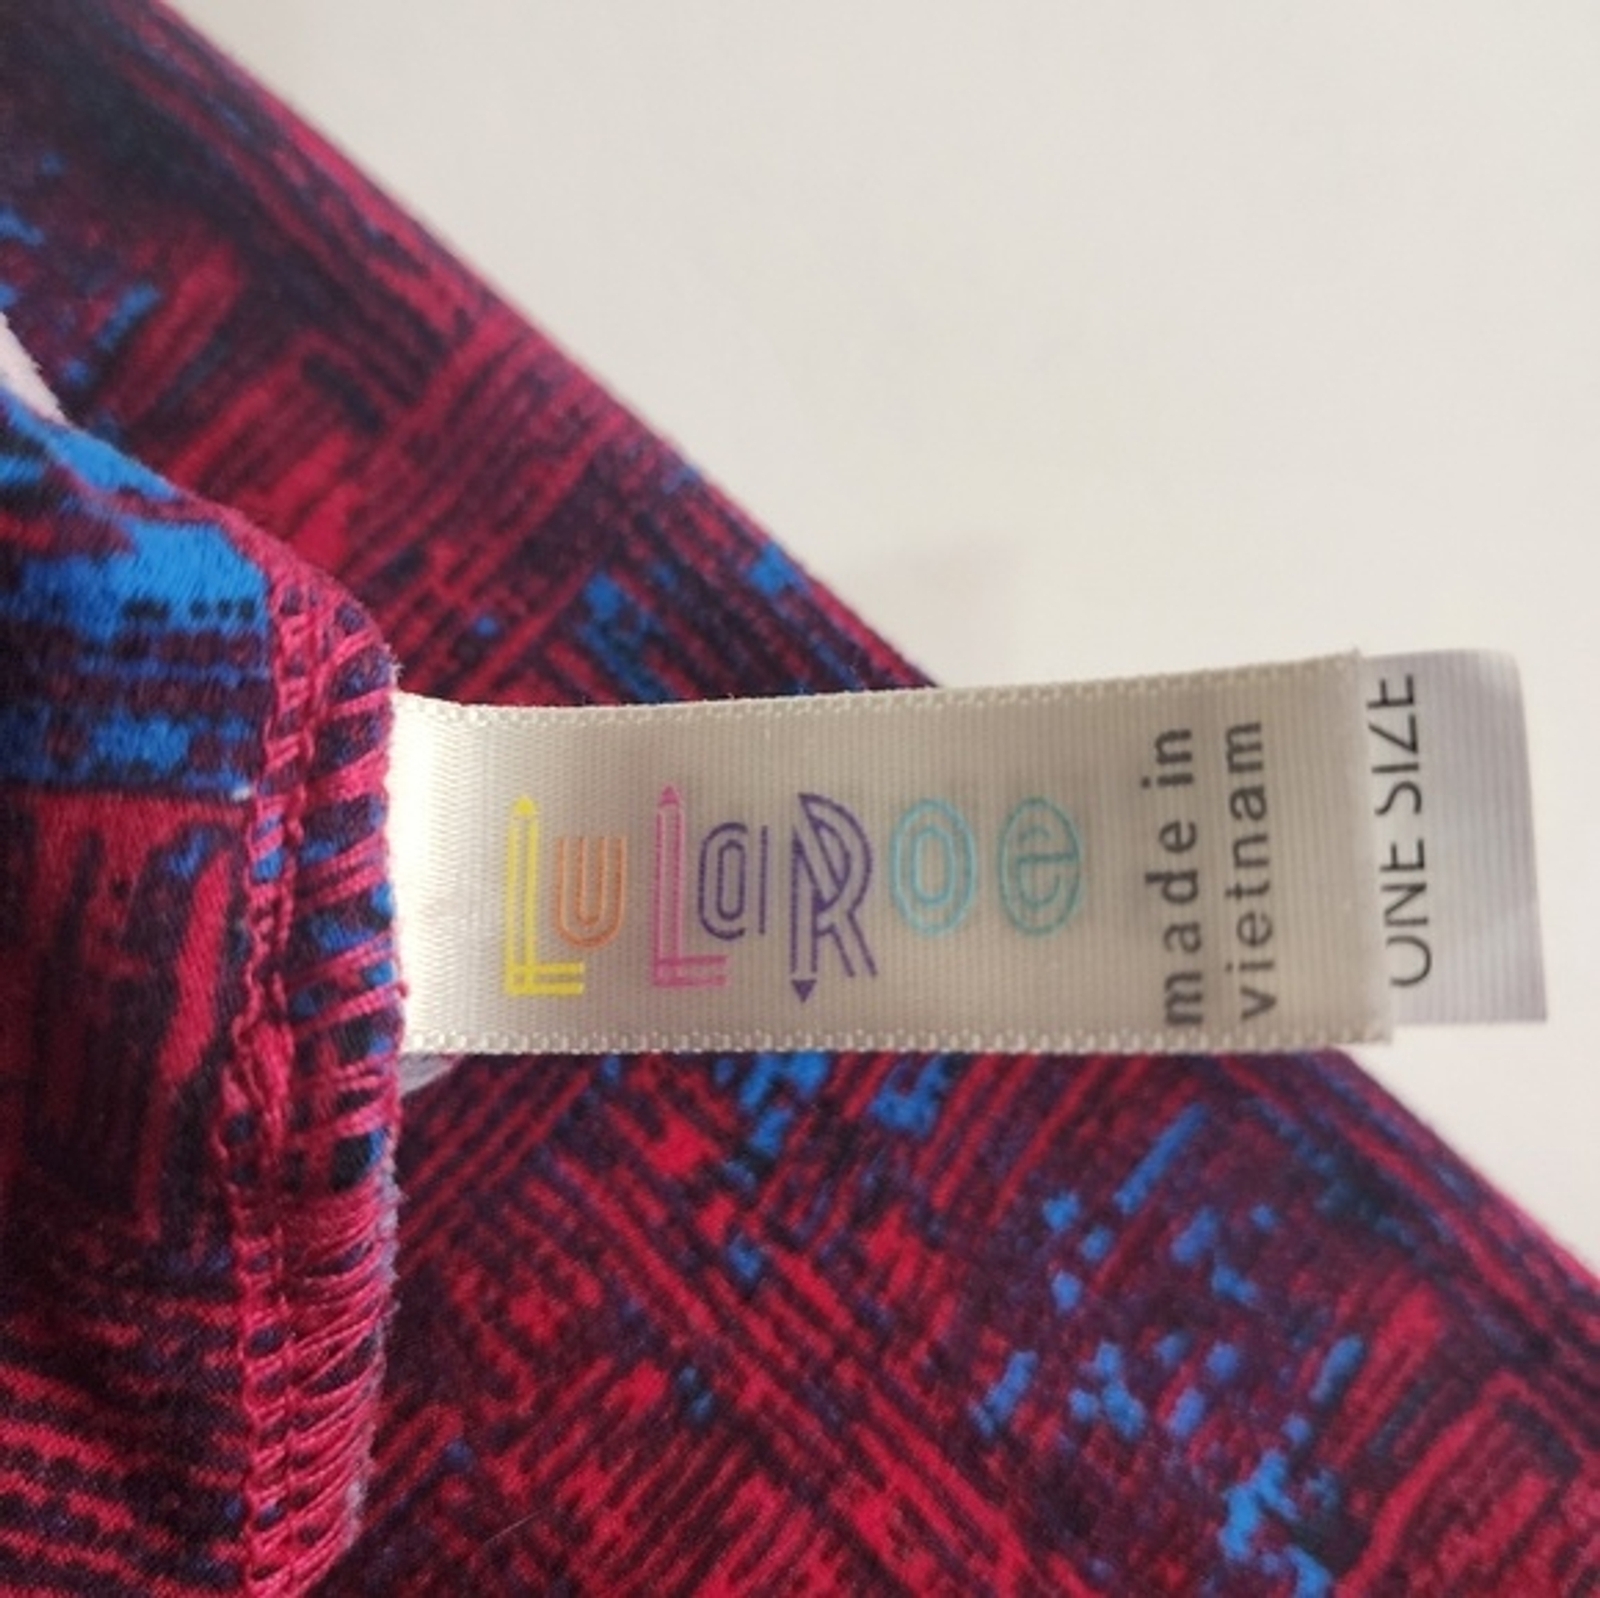 LuLaRoe
made in
vietnam
ONE SIZE